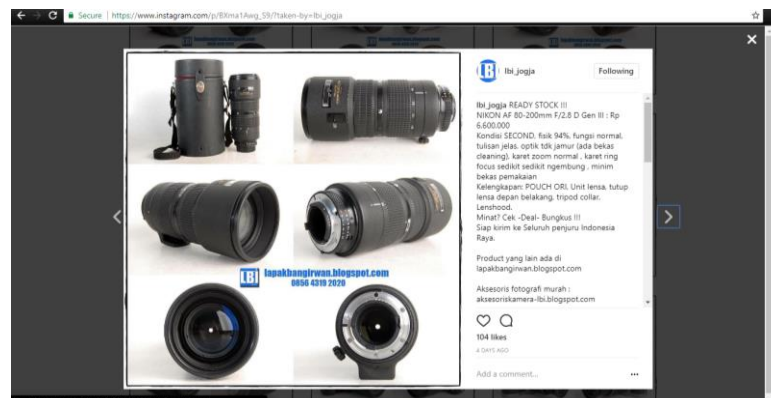 Secure | https://www.instagram.com/p/BXma1Awg_S9/?taken-by=lbi_jogja
LBI
lbi_jogja
Following
lbi_jogja READY STOCK !!!
NIKON AF 80-200mm F/2.8 D Gen III : Rp
6.600.000
Kondisi SECOND, fisik 94%, fungsi normal,
tulisan jelas, optik tdk jamur (ada bekas
cleaning), karet zoom normal , karet ring
focus sedikit sedikit ngembung , minim
bekas pemakaian
Kelengkapan: POUCH ORI. Unit lensa, tutup
lensa depan belakang, tripod collar.
Lenshood.
Minat? Cek -Deal- Bungkus !!!
Siap kirim ke Seluruh penjuru Indonesia
Raya.
Product yang lain ada di
lapakbangirwan.blogspot.com
Aksesoris fotografi murah :
aksesoriskamera-lbi.blogspot.com
LBI lapakbangirwan.blogspot.com
0856 4319 2020
104 likes
4 DAYS AGO
Add a comment...